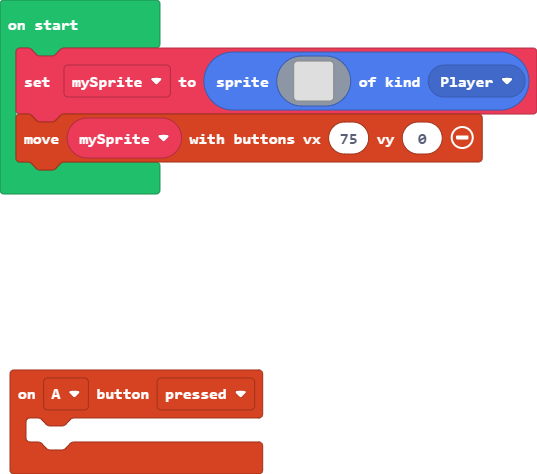 on start
set mySprite to sprite of kind Player
move mySprite with buttons vx 75 vy 0
on A button pressed